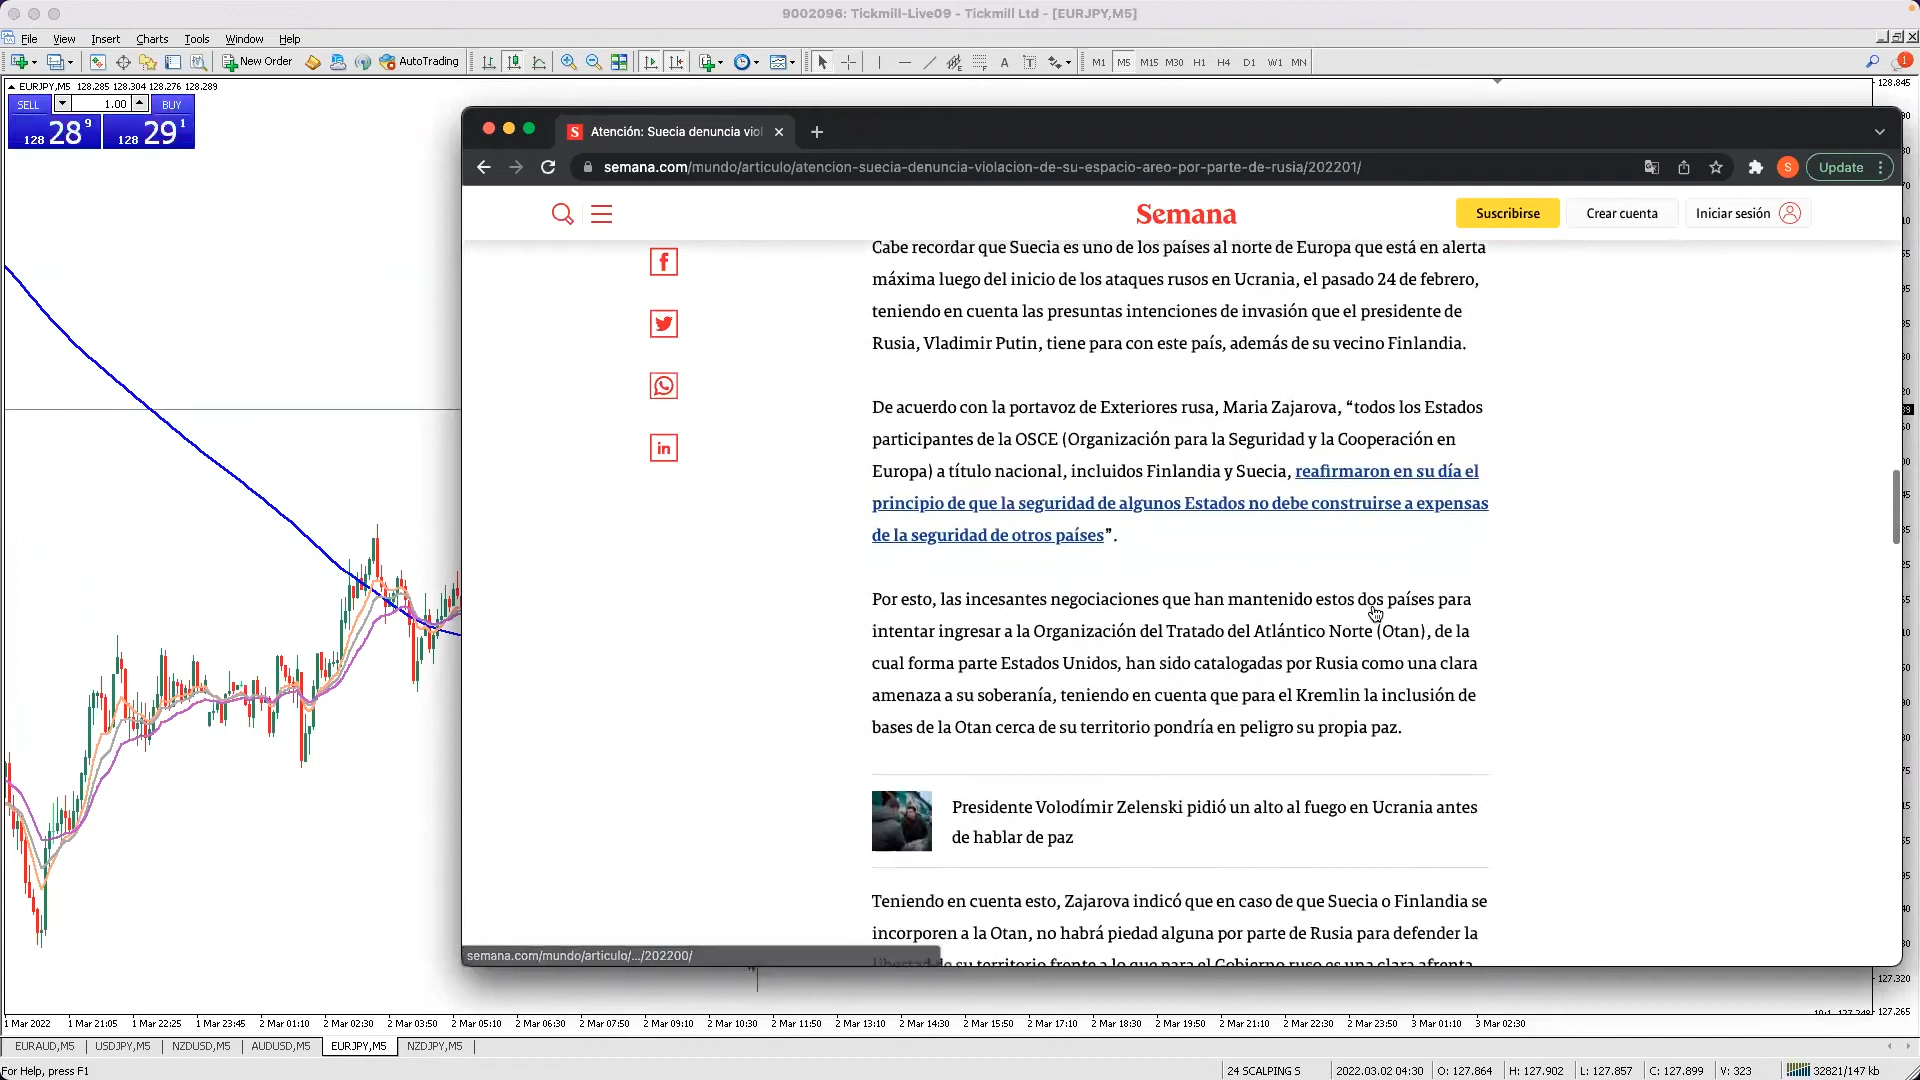 9002096: Tickmill-Live09 - Tickmill Ltd - [EURJPY,M5]
File View Insert Charts Tools Window Help
New Order AutoTrading M1 M5 M15 M30 H1 H4 D1 W1 MN 1
EURJPY,M5 128.285 128.304 128.276 128.289
128.845
SELL 1.00 BUY
128 28 9 128 29 1
Atención: Suecia denuncia viol
semana.com/mundo/articulo/atencion-suecia-denuncia-violacion-de-su-espacio-areo-por-parte-de-rusia/202201/
S Update
Semana
Suscribirse Crear cuenta Iniciar sesión
Cabe recordar que Suecia es uno de los países al norte de Europa que está en alerta
máxima luego del inicio de los ataques rusos en Ucrania, el pasado 24 de febrero,
teniendo en cuenta las presuntas intenciones de invasión que el presidente de
Rusia, Vladimir Putin, tiene para con este país, además de su vecino Finlandia.
De acuerdo con la portavoz de Exteriores rusa, Maria Zajarova, “todos los Estados
participantes de la OSCE (Organización para la Seguridad y la Cooperación en
Europa) a título nacional, incluidos Finlandia y Suecia, reafirmaron en su día el
principio de que la seguridad de algunos Estados no debe construirse a expensas
de la seguridad de otros países”.
Por esto, las incesantes negociaciones que han mantenido estos dos países para
intentar ingresar a la Organización del Tratado del Atlántico Norte (Otan), de la
cual forma parte Estados Unidos, han sido catalogadas por Rusia como una clara
amenaza a su soberanía, teniendo en cuenta que para el Kremlin la inclusión de
bases de la Otan cerca de su territorio pondría en peligro su propia paz.
Presidente Volodímir Zelenski pidió un alto al fuego en Ucrania antes
de hablar de paz
Teniendo en cuenta esto, Zajarova indicó que en caso de que Suecia o Finlandia se
incorporen a la Otan, no habrá piedad alguna por parte de Rusia para defender la
de su territorio frente a lo que para el Gobierno ruso es una clara afrenta
semana.com/mundo/articulo/.../202200/
127.320
127.265
1 Mar 2022 1 Mar 21:05 1 Mar 22:25 1 Mar 23:45 2 Mar 01:10 2 Mar 02:30 2 Mar 03:50 2 Mar 05:10 2 Mar 06:30 2 Mar 07:50 2 Mar 09:10 2 Mar 10:30 2 Mar 11:50 2 Mar 13:10 2 Mar 14:30 2 Mar 15:50 2 Mar 17:10 2 Mar 18:30 2 Mar 19:50 2 Mar 21:10 2 Mar 22:30 2 Mar 23:50 3 Mar 01:10 3 Mar 02:30
EURAUD,M5 USDJPY,M5 NZDUSD,M5 AUDUSD,M5 EURJPY,M5 NZDJPY,M5
For Help, press F1 24 SCALPING S 2022.03.02 04:30 O: 127.864 H: 127.902 L: 127.857 C: 127.899 V: 323 32821/147 kb